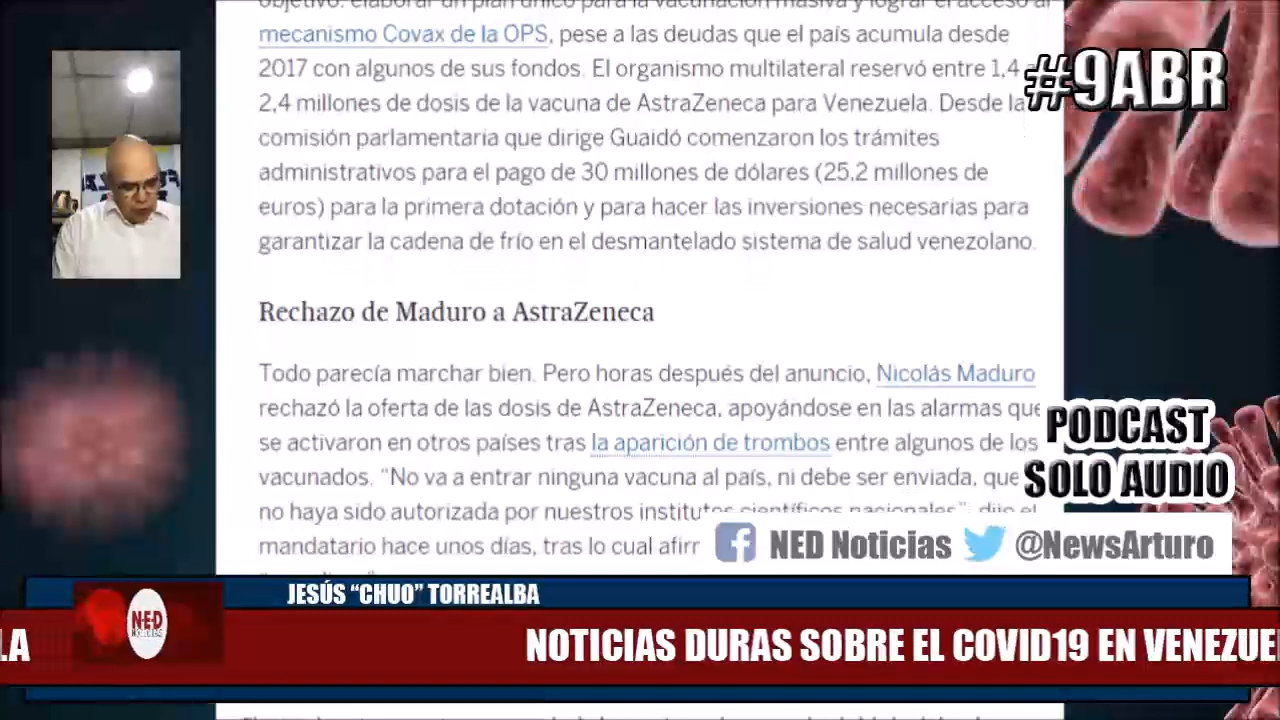 objetivo: elaborar un plan único para la vacunación masiva y lograr el acceso al
mecanismo Covax de la OPS, pese a las deudas que el país acumula desde
2017 con algunos de sus fondos. El organismo multilateral reservó entre 1,4
2,4 millones de dosis de la vacuna de AstraZeneca para Venezuela. Desde la
comisión parlamentaria que dirige Guaidó comenzaron los trámites
administrativos para el pago de 30 millones de dólares (25,2 millones de
euros) para la primera dotación y para hacer las inversiones necesarias para
garantizar la cadena de frío en el desmantelado sistema de salud venezolano.
Rechazo de Maduro a AstraZeneca
Todo parecía marchar bien. Pero horas después del anuncio, Nicolás Maduro
rechazó la oferta de las dosis de AstraZeneca, apoyándose en las alarmas que
se activaron en otros países tras la aparición de trombos entre algunos de los
vacunados. “No va a entrar ninguna vacuna al país, ni debe ser enviada, que
no haya sido autorizada por nuestros institutos científicos nacionales”, dijo el
mandatario hace unos días, tras lo cual afirr
#9ABR
PODCAST
SOLO AUDIO
NED Noticias @NewsArturo
JESÚS “CHUO” TORREALBA
N·E·D
NOTICIAS
LA NOTICIAS DURAS SOBRE EL COVID19 EN VENEZUE